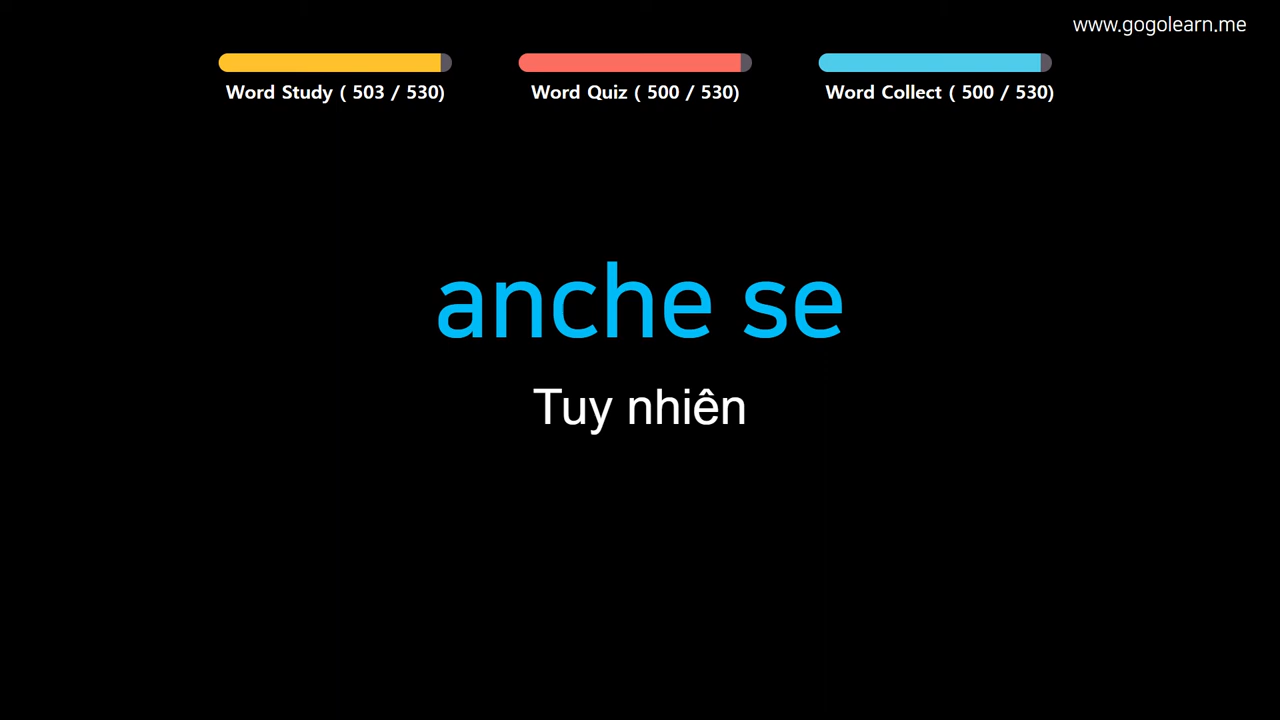 www.gogolearn.me
Word Study ( 503 / 530)
Word Quiz ( 500 / 530)
Word Collect ( 500 / 530)
anche se
Tuy nhiên